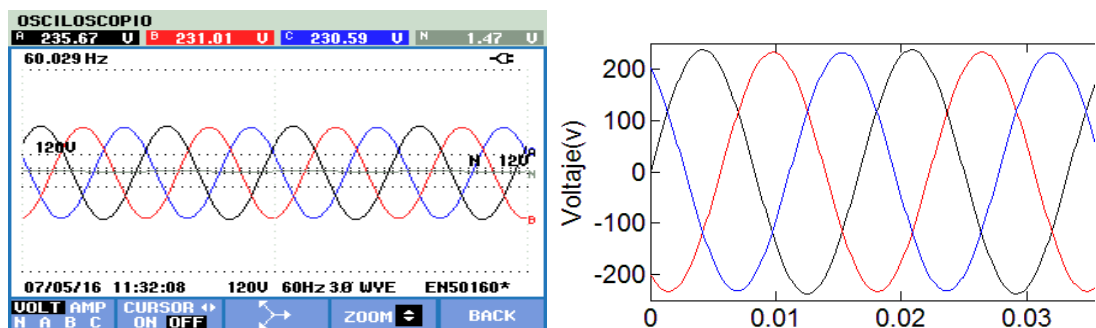 OSCILOSCOPIO
A 235.67 V B 231.01 V C 230.59 V N 1.47 V
60.029 Hz
120V
A
N 12V
N
B
07/05/16 11:32:08 120V 60Hz 3Ø WYE EN50160*
VOLT AMP
N A B C
CURSOR
ON OFF
ZOOM
BACK
Voltaje(v)
200
100
0
-100
-200
0 0.01 0.02 0.03